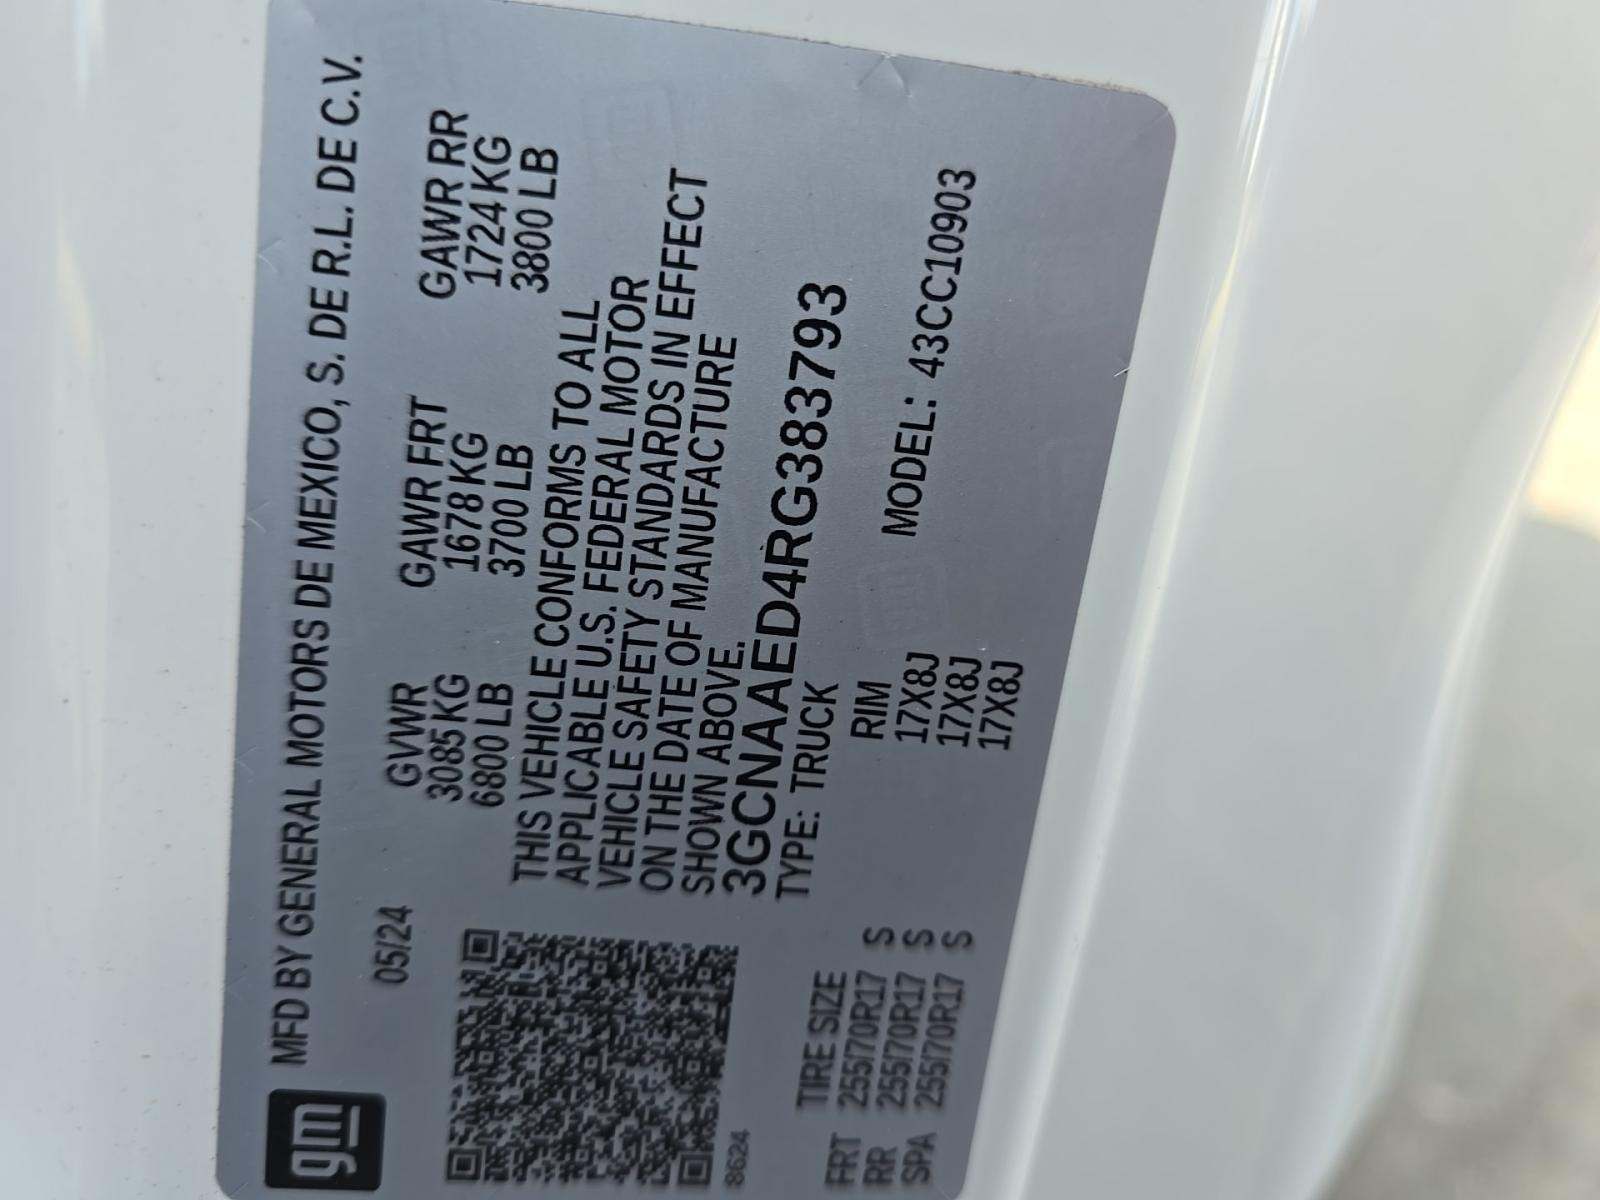 gm
MFD BY GENERAL MOTORS DE MEXICO, S. DE R.L. DE C.V.
05/24
GVWR GAWR FRT GAWR RR
3085 KG 1678 KG 1724 KG
6800 LB 3700 LB 3800 LB
THIS VEHICLE CONFORMS TO ALL
APPLICABLE U.S. FEDERAL MOTOR
VEHICLE SAFETY STANDARDS IN EFFECT
ON THE DATE OF MANUFACTURE
SHOWN ABOVE.
3GCNAAED4RG383793
TYPE: TRUCK
8624
MODEL: 43CC10903
TIRE SIZE RIM
FRT 255/70R17 S 17X8J
RR 255/70R17 S 17X8J
SPA 255/70R17 S 17X8J